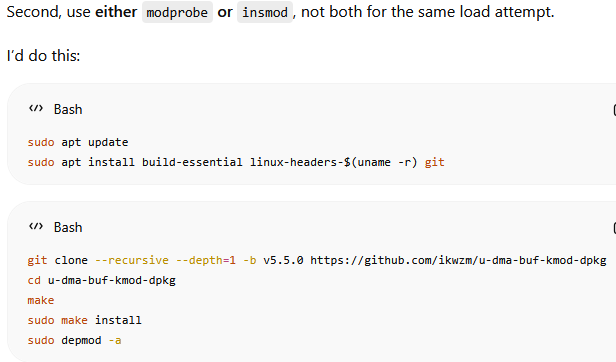 Second, use either modprobe or insmod, not both for the same load attempt.
I'd do this:
</> Bash
sudo apt update
sudo apt install build-essential linux-headers-$(uname -r) git
</> Bash
git clone --recursive --depth=1 -b v5.5.0 https://github.com/ikwzm/u-dma-buf-kmod-dpkg
cd u-dma-buf-kmod-dpkg
make
sudo make install
sudo depmod -a